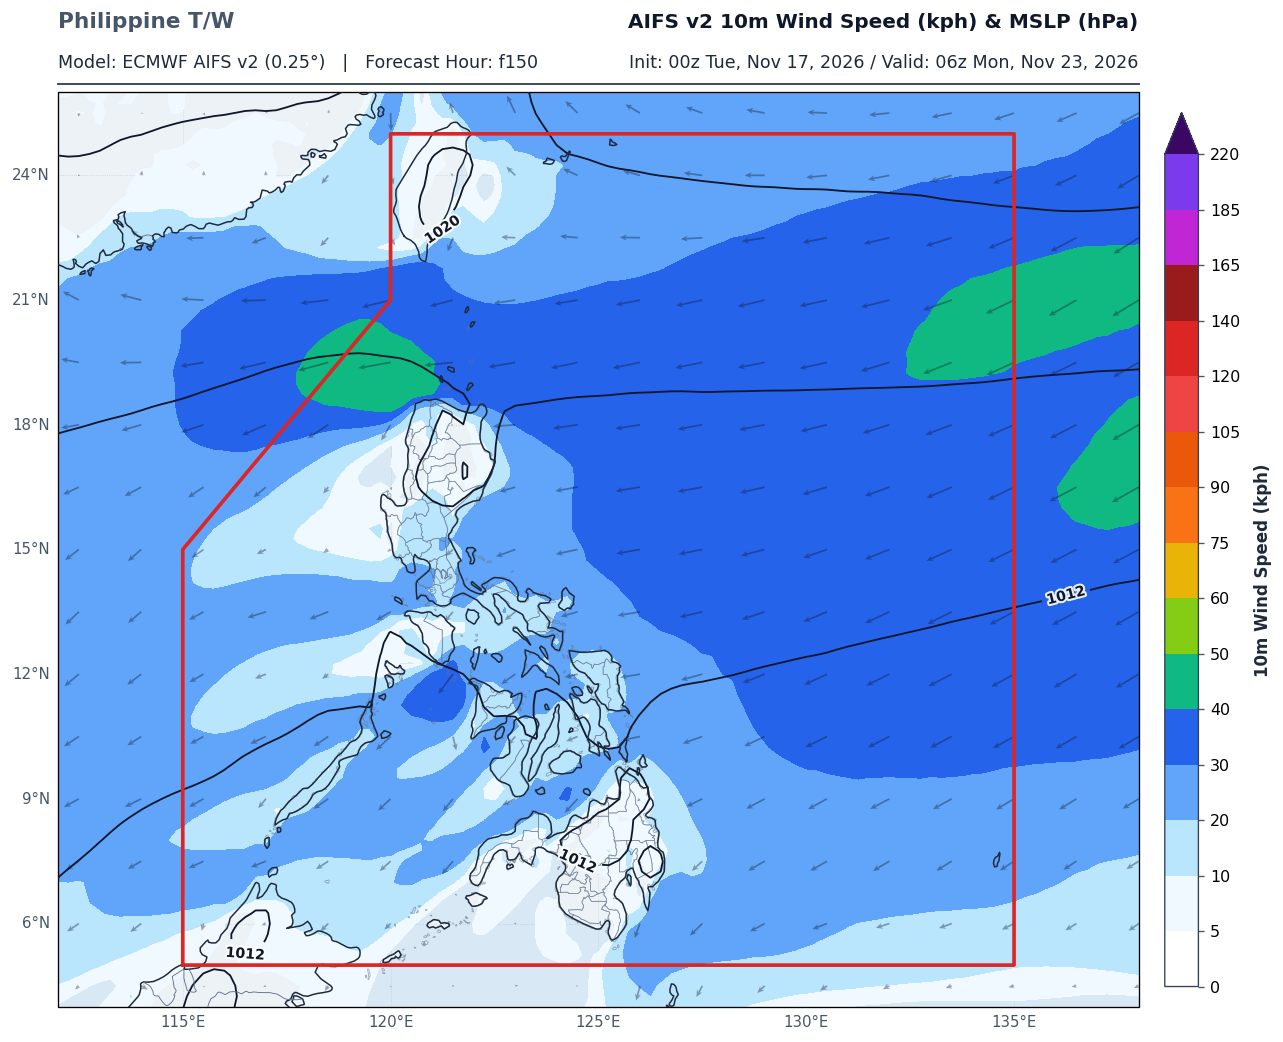 Philippine T/W
AIFS v2 10m Wind Speed (kph) & MSLP (hPa)
Model: ECMWF AIFS v2 (0.25°) | Forecast Hour: f150
Init: 00z Tue, Nov 17, 2026 / Valid: 06z Mon, Nov 23, 2026
24°N
21°N
18°N
15°N
12°N
9°N
6°N
115°E
120°E
125°E
130°E
135°E
1020
1012
1012
1012
220
185
165
140
120
105
90
75
60
50
40
30
20
10
5
0
10m Wind Speed (kph)